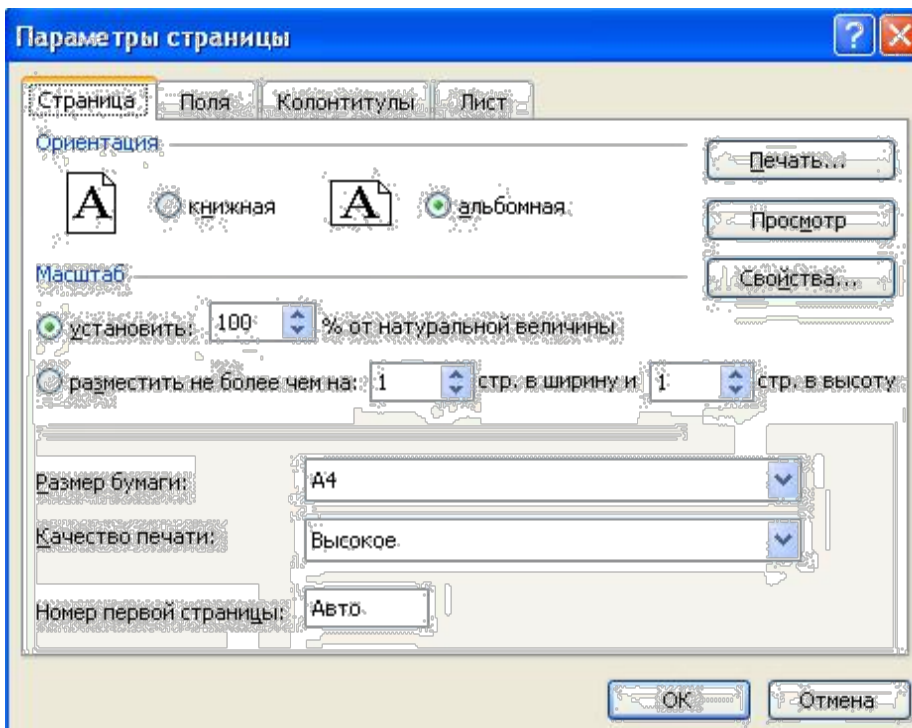 Параметры страницы
Страница Поля Колонтитулы Лист
Ориентация
A книжная A альбомная
Печать...
Просмотр
Масштаб
Свойства...
установить: 100 % от натуральной величины
разместить не более чем на: 1 стр. в ширину и 1 стр. в высоту
Размер бумаги: A4
Качество печати: Высокое
Номер первой страницы: Авто
ОК Отмена